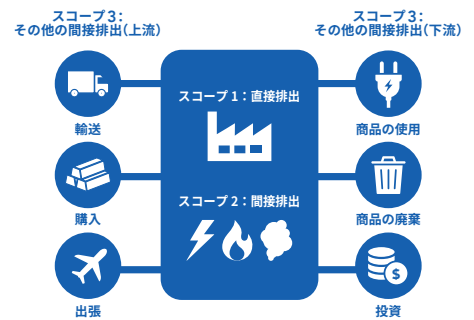 スコープ3：
その他の間接排出（上流）
輸送
購入
出張
スコープ1：直接排出
スコープ2：間接排出
$
スコープ3：
その他の間接排出（下流）
商品の使用
商品の廃棄
投資